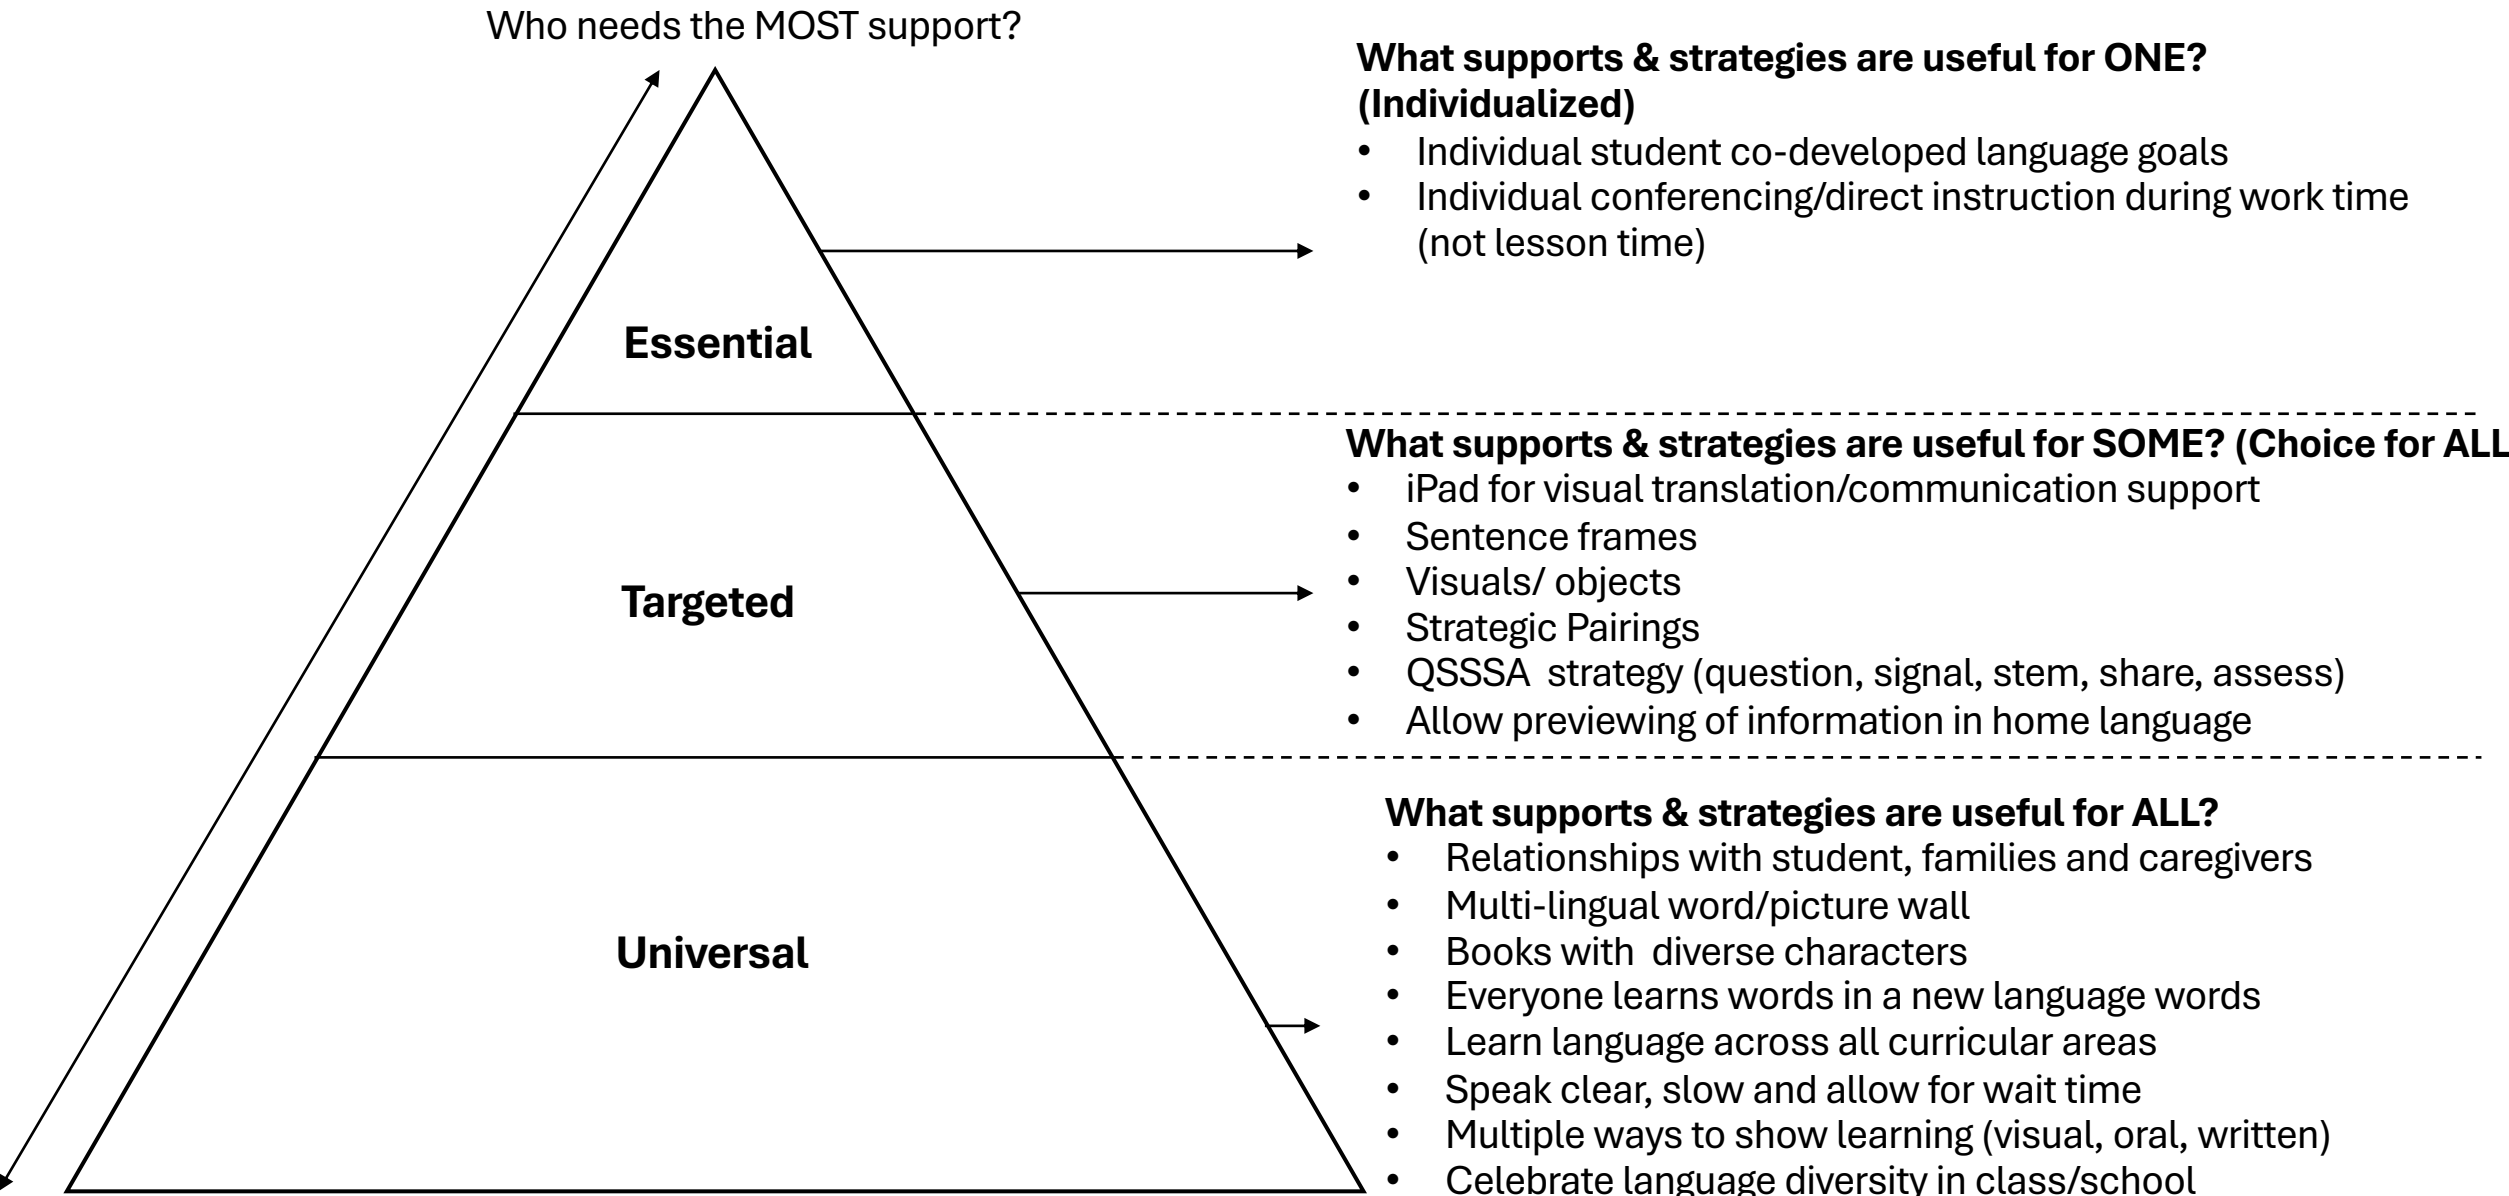 Who needs the MOST support?
What supports & strategies are useful for ONE?
(Individualized)
• Individual student co-developed language goals
• Individual conferencing/direct instruction during work time
(not lesson time)
Essential
What supports & strategies are useful for SOME? (Choice for ALL
• iPad for visual translation/communication support
• Sentence frames
• Visuals/ objects
• Strategic Pairings
• QSSSA  strategy (question, signal, stem, share, assess)
• Allow previewing of information in home language
Targeted
What supports & strategies are useful for ALL?
• Relationships with student, families and caregivers
• Multi-lingual word/picture wall
• Books with  diverse characters
• Everyone learns words in a new language words
• Learn language across all curricular areas
• Speak clear, slow and allow for wait time
• Multiple ways to show learning (visual, oral, written)
• Celebrate language diversity in class/school
Universal